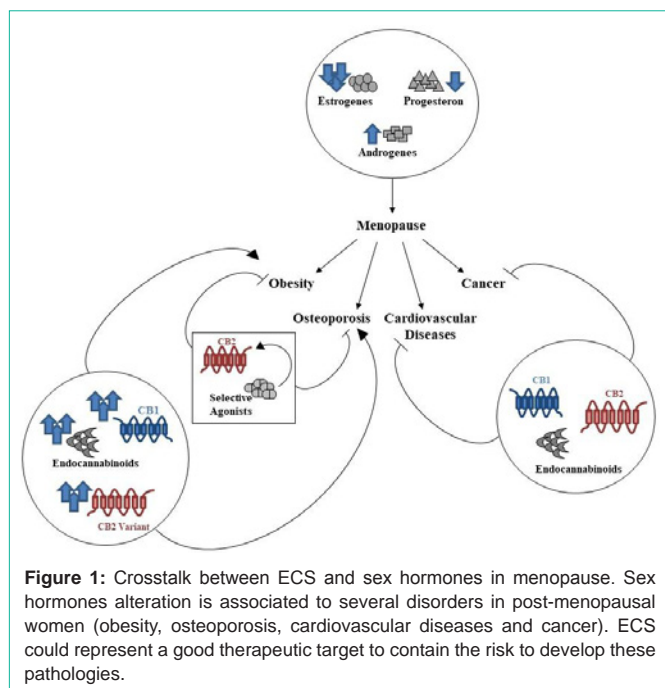 Estrogenes
Progesteron
Androgenes
Menopause
Obesity
Cancer
Osteoporosis
Cardiovascular
Diseases
CB2
Selective
Agonists
CB1
Endocannabinoids
CB2 Variant
CB1
CB2
Endocannabinoids
Figure 1: Crosstalk between ECS and sex hormones in menopause. Sex
hormones alteration is associated to several disorders in post-menopausal
women (obesity, osteoporosis, cardiovascular diseases and cancer). ECS
could represent a good therapeutic target to contain the risk to develop these
pathologies.